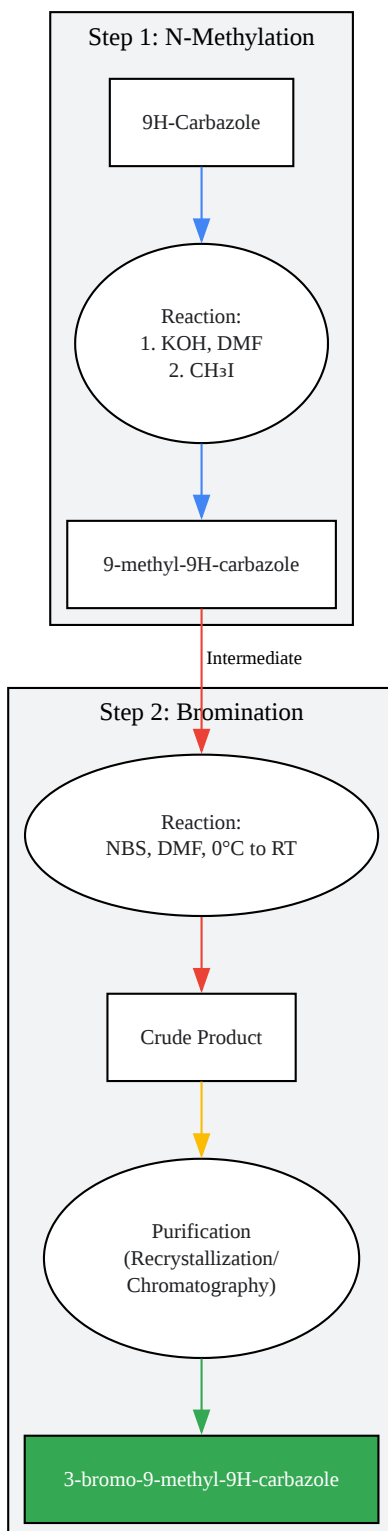 Step 1: N-Methylation
9H-Carbazole
Reaction:
1. KOH, DMF
2. CH₃I
9-methyl-9H-carbazole
Intermediate
Step 2: Bromination
Reaction:
NBS, DMF, 0°C to RT
Crude Product
Purification
(Recrystallization/
Chromatography)
3-bromo-9-methyl-9H-carbazole